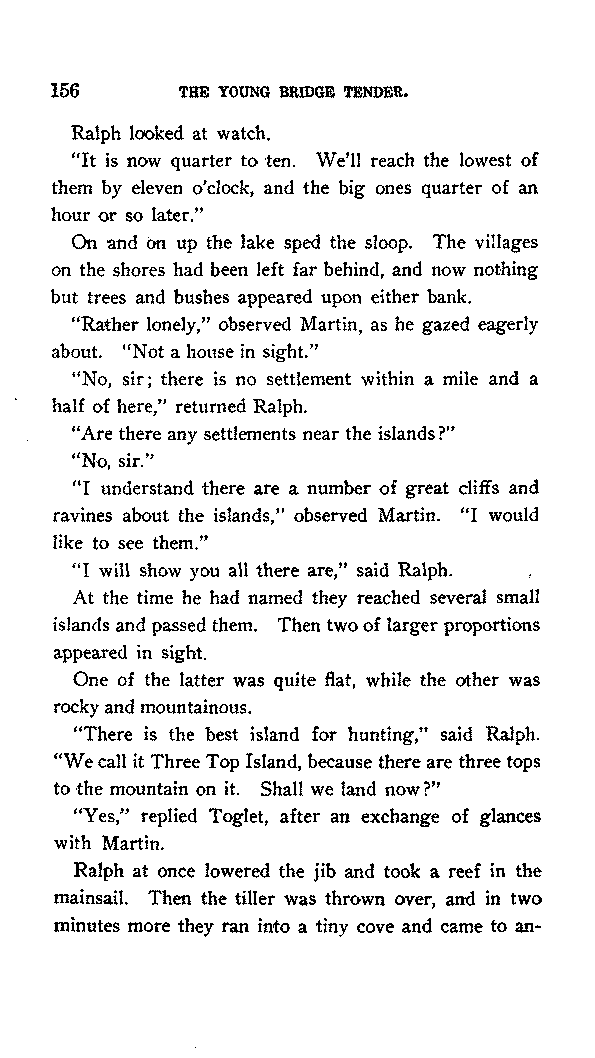 156 THE YOUNG BRIDGE TENDER.
Ralph looked at watch.
"It is now quarter to ten. We'll reach the lowest of
them by eleven o'clock, and the big ones quarter of an
hour or so later."
On and on up the lake sped the sloop. The villages
on the shores had been left far behind, and now nothing
but trees and bushes appeared upon either bank.
"Rather lonely," observed Martin, as he gazed eagerly
about. "Not a house in sight."
"No, sir; there is no settlement within a mile and a
half of here," returned Ralph.
"Are there any settlements near the islands?"
"No, sir."
"I understand there are a number of great cliffs and
ravines about the islands," observed Martin. "I would
like to see them."
"I will show you all there are," said Ralph.
At the time he had named they reached several small
islands and passed them. Then two of larger proportions
appeared in sight.
One of the latter was quite flat, while the other was
rocky and mountainous.
"There is the best island for hunting," said Ralph.
"We call it Three Top Island, because there are three tops
to the mountain on it. Shall we land now?"
"Yes," replied Toglet, after an exchange of glances
with Martin.
Ralph at once lowered the jib and took a reef in the
mainsail. Then the tiller was thrown over, and in two
minutes more they ran into a tiny cove and came to an-